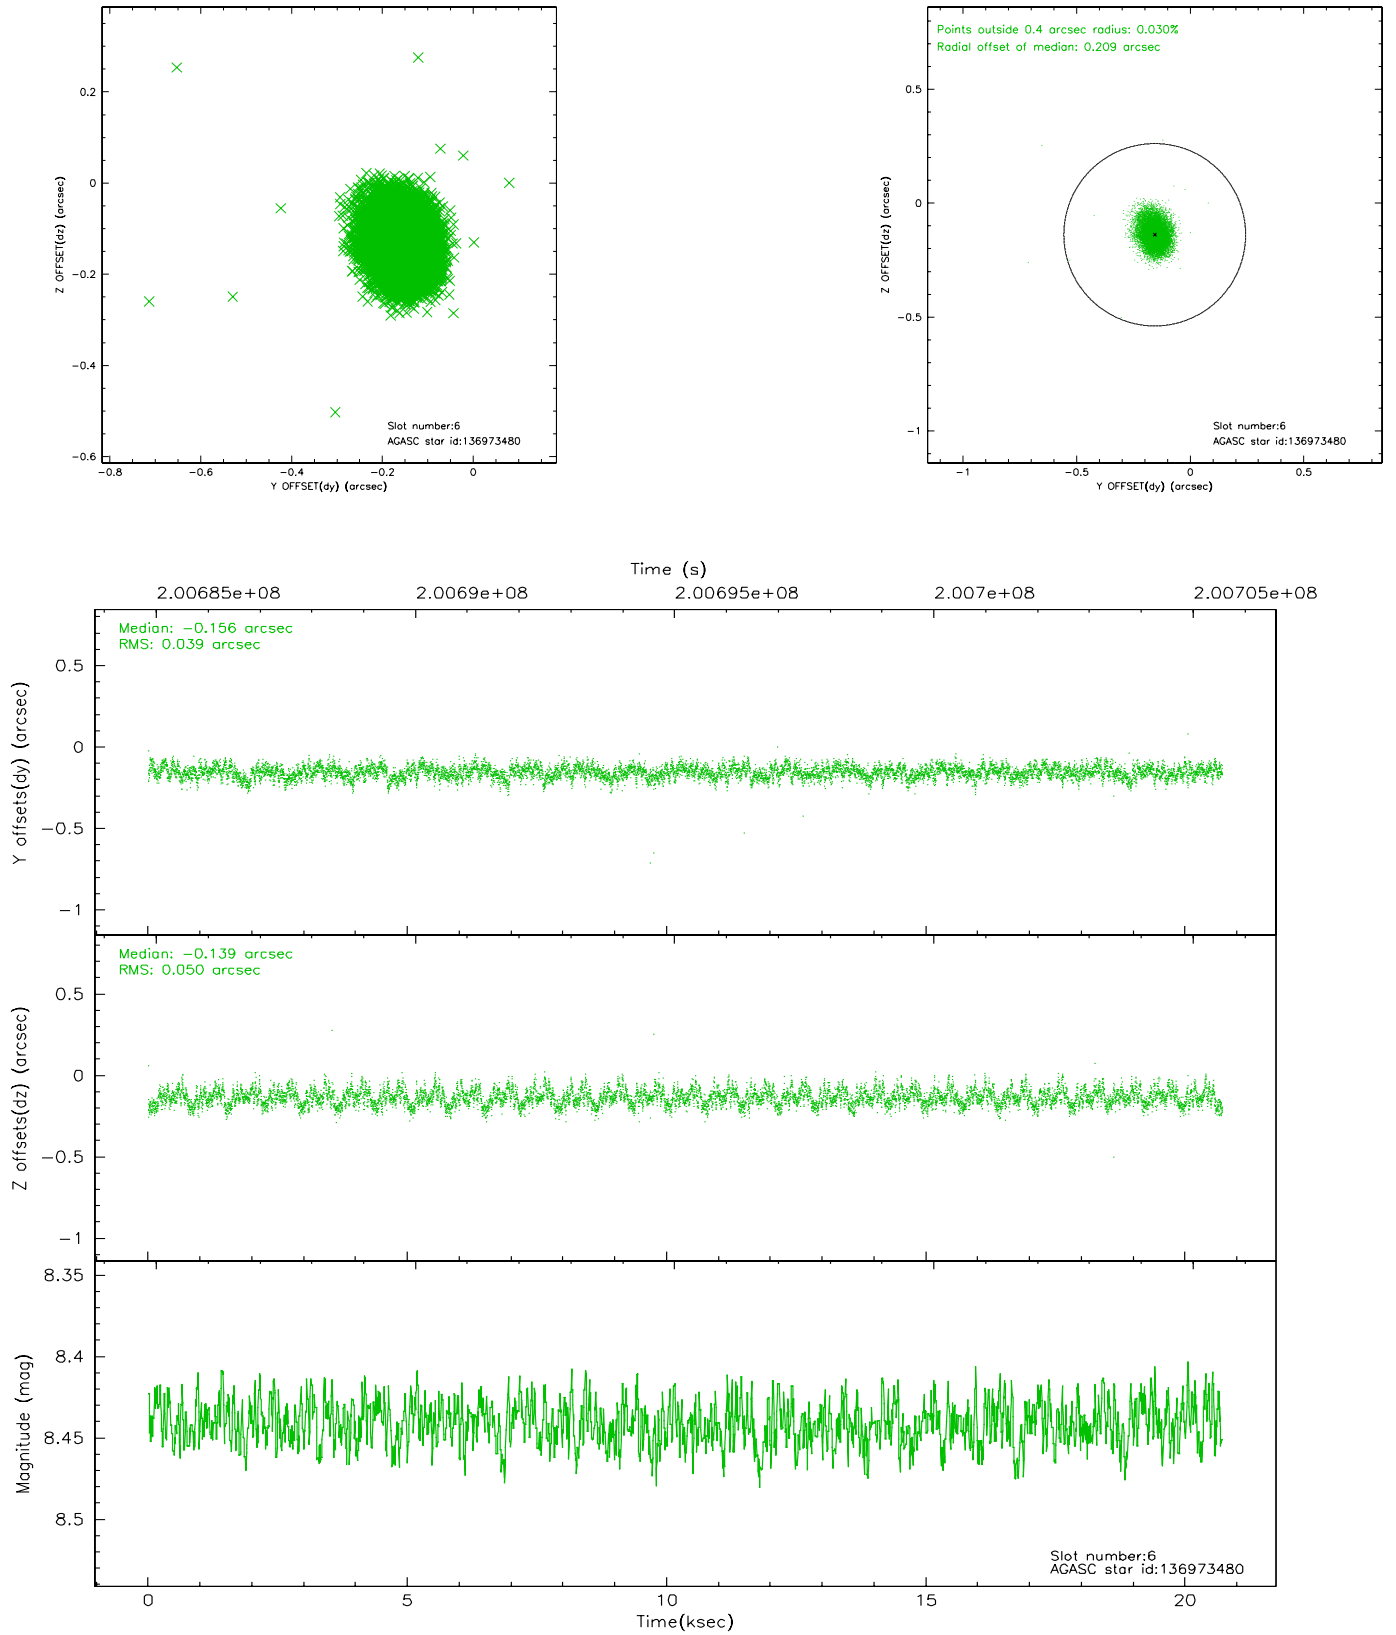 0.2
0
-0.2
-0.4
-0.6
Z OFFSET(dz) (arcsec)
-0.8
-0.6
-0.4
-0.2
0
Y OFFSET(dy) (arcsec)
Slot number:6
AGASC star id:136973480
Points outside 0.4 arcsec radius: 0.030%
Radial offset of median: 0.209 arcsec
0.5
0
-0.5
-1
Z OFFSET(dz) (arcsec)
-1
-0.5
0
0.5
Y OFFSET(dy) (arcsec)
Slot number:6
AGASC star id:136973480
Time (s)
2.00685e+08
2.0069e+08
2.00695e+08
2.007e+08
2.00705e+08
Median: -0.156 arcsec
RMS: 0.039 arcsec
0.5
0
-0.5
-1
Y offsets(dy) (arcsec)
Median: -0.139 arcsec
RMS: 0.050 arcsec
0.5
0
-0.5
-1
Z offsets(dz) (arcsec)
8.35
8.4
8.45
8.5
Magnitude (mag)
Slot number:6
AGASC star id:136973480
0
5
10
15
20
Time(ksec)